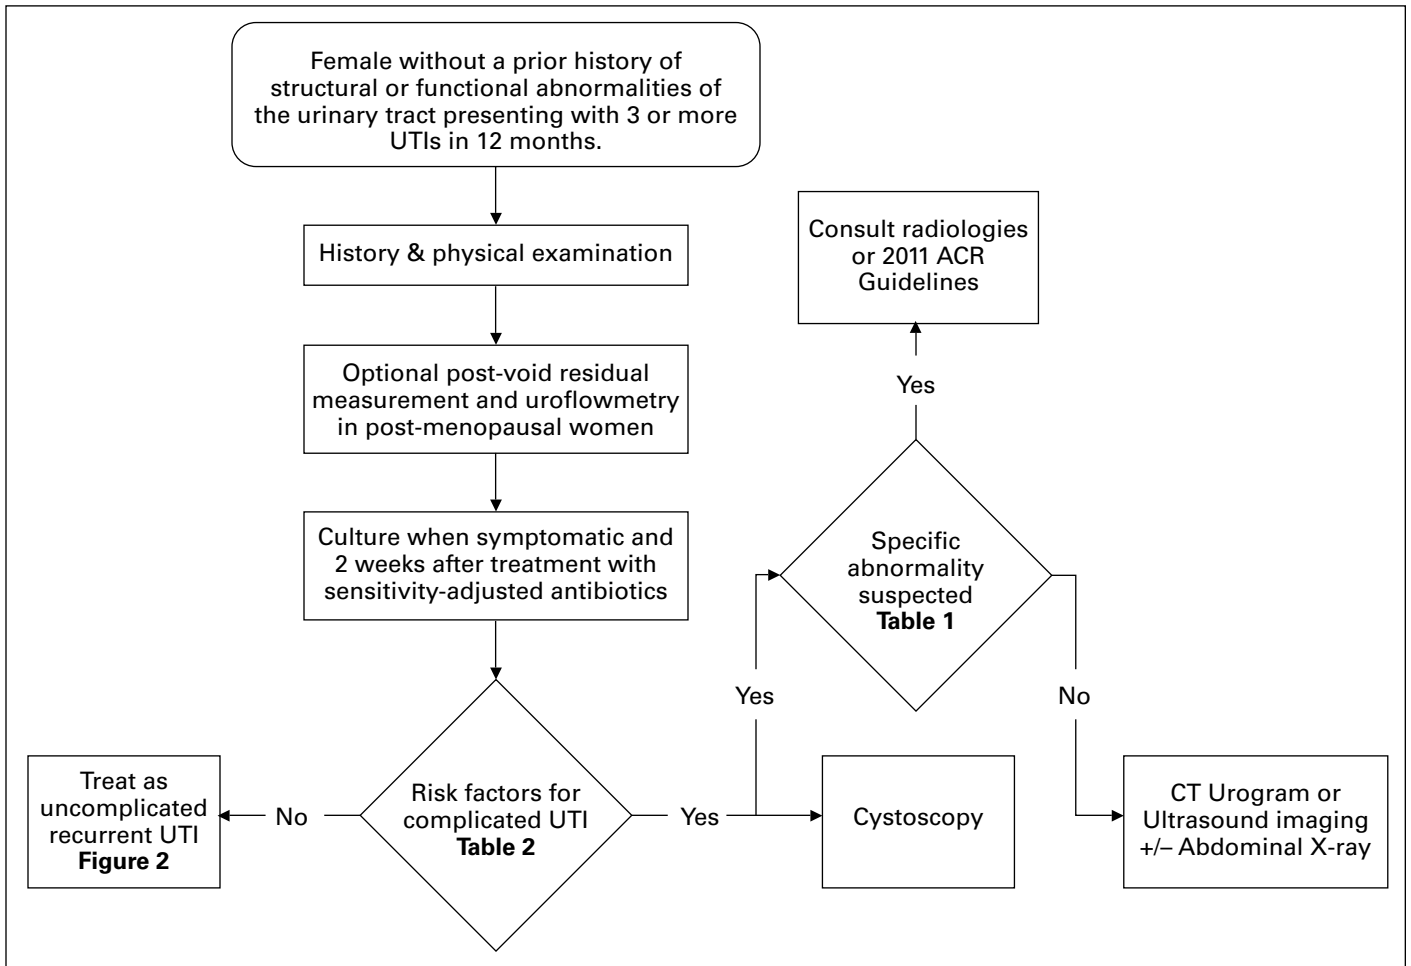 Female without a prior history of
structural or functional abnormalities of
the urinary tract presenting with 3 or more
UTIs in 12 months.
History & physical examination
Optional post-void residual
measurement and uroflowmetry
in post-menopausal women
Culture when symptomatic and
2 weeks after treatment with
sensitivity-adjusted antibiotics
Risk factors for
complicated UTI
Table 2
No
Treat as
uncomplicated
recurrent UTI
Figure 2
Yes
Cystoscopy
Yes
Specific
abnormality
suspected
Table 1
Yes
Consult radiologies
or 2011 ACR
Guidelines
No
CT Urogram or
Ultrasound imaging
+/– Abdominal X-ray